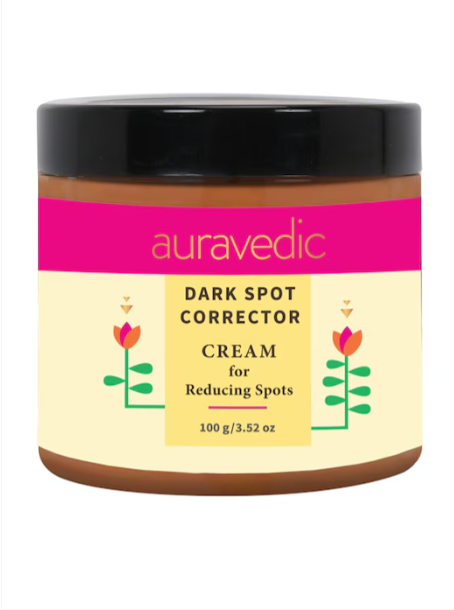 auravedic
DARK SPOT
CORRECTOR
CREAM
for
Reducing Spots
100 g/3.52 oz